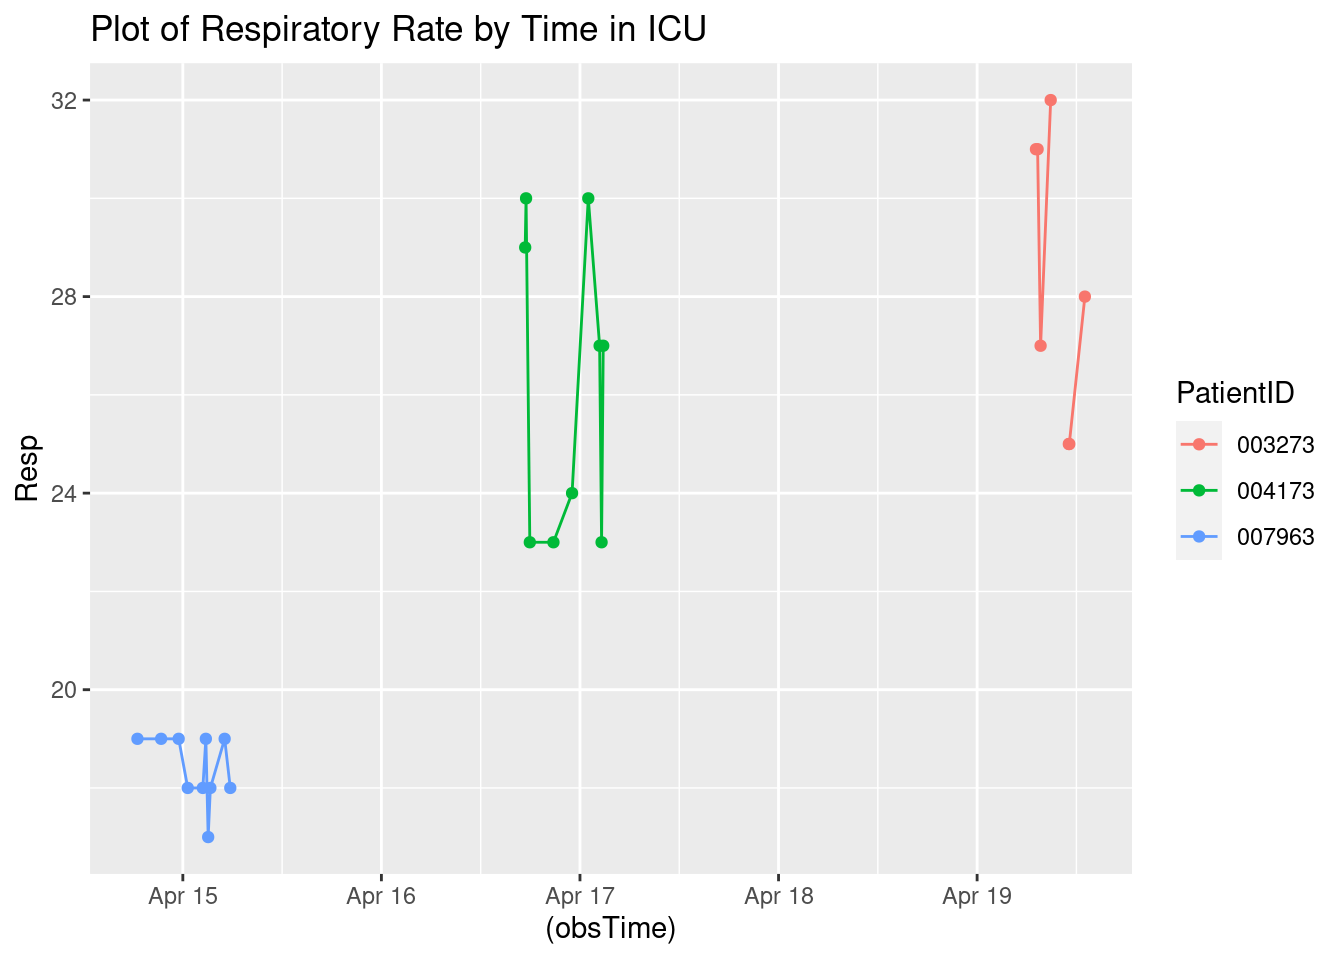 Plot of Respiratory Rate by Time in ICU
32
28
24
20
Resp
Apr 15 Apr 16 Apr 17 Apr 18 Apr 19
(obsTime)
PatientID
003273
004173
007963